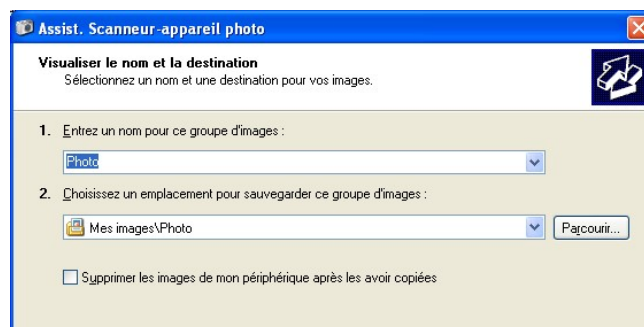 Assist. Scanneur-appareil photo
Visualiser le nom et la destination
Sélectionnez un nom et une destination pour vos images.
1. Entrez un nom pour ce groupe d'images :
Photo
2. Choisissez un emplacement pour sauvegarder ce groupe d'images :
Mes images\Photo Parcourir...
Supprimer les images de mon périphérique après les avoir copiées